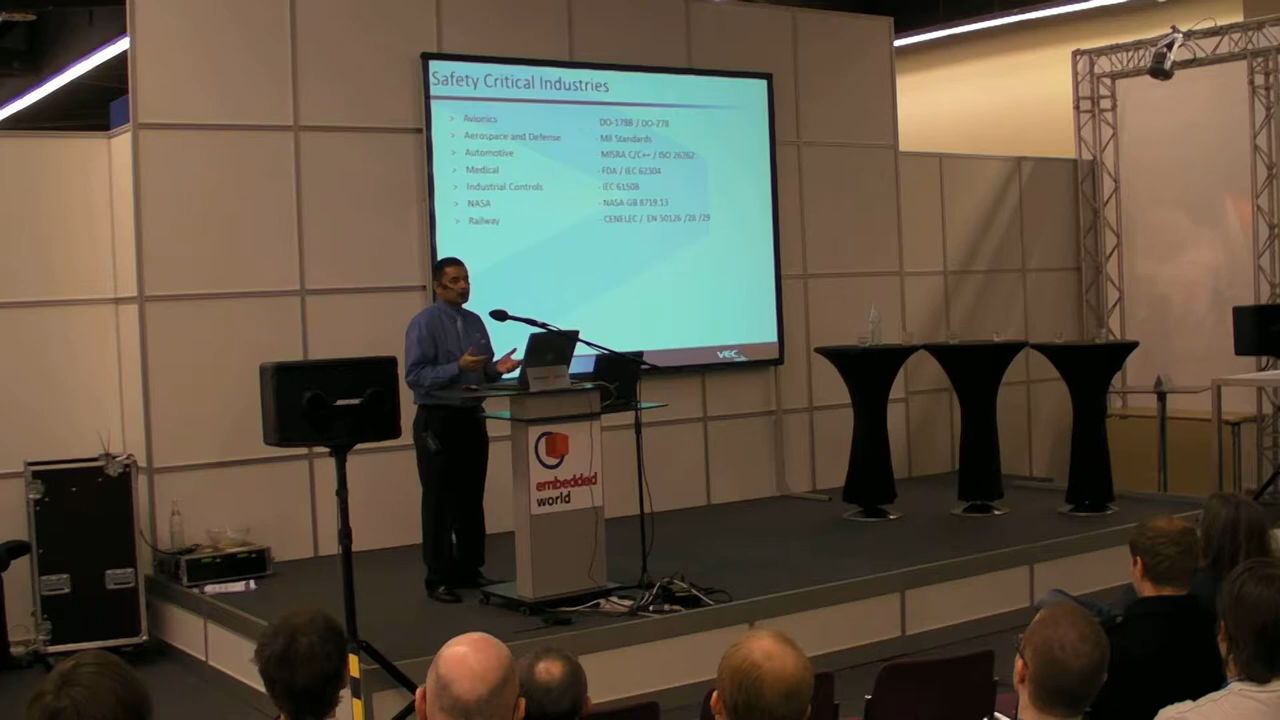 Safety Critical Industries
> Avionics DO-178B / DO-278
> Aerospace and Defense - Mil Standards
> Automotive - MISRA C/C++ / ISO 26262
> Medical - FDA / IEC 62304
> Industrial Controls - IEC 61508
> NASA - NASA GB 8719.13
> Railway - CENELEC / EN 50126 /28 /29
embedded
world